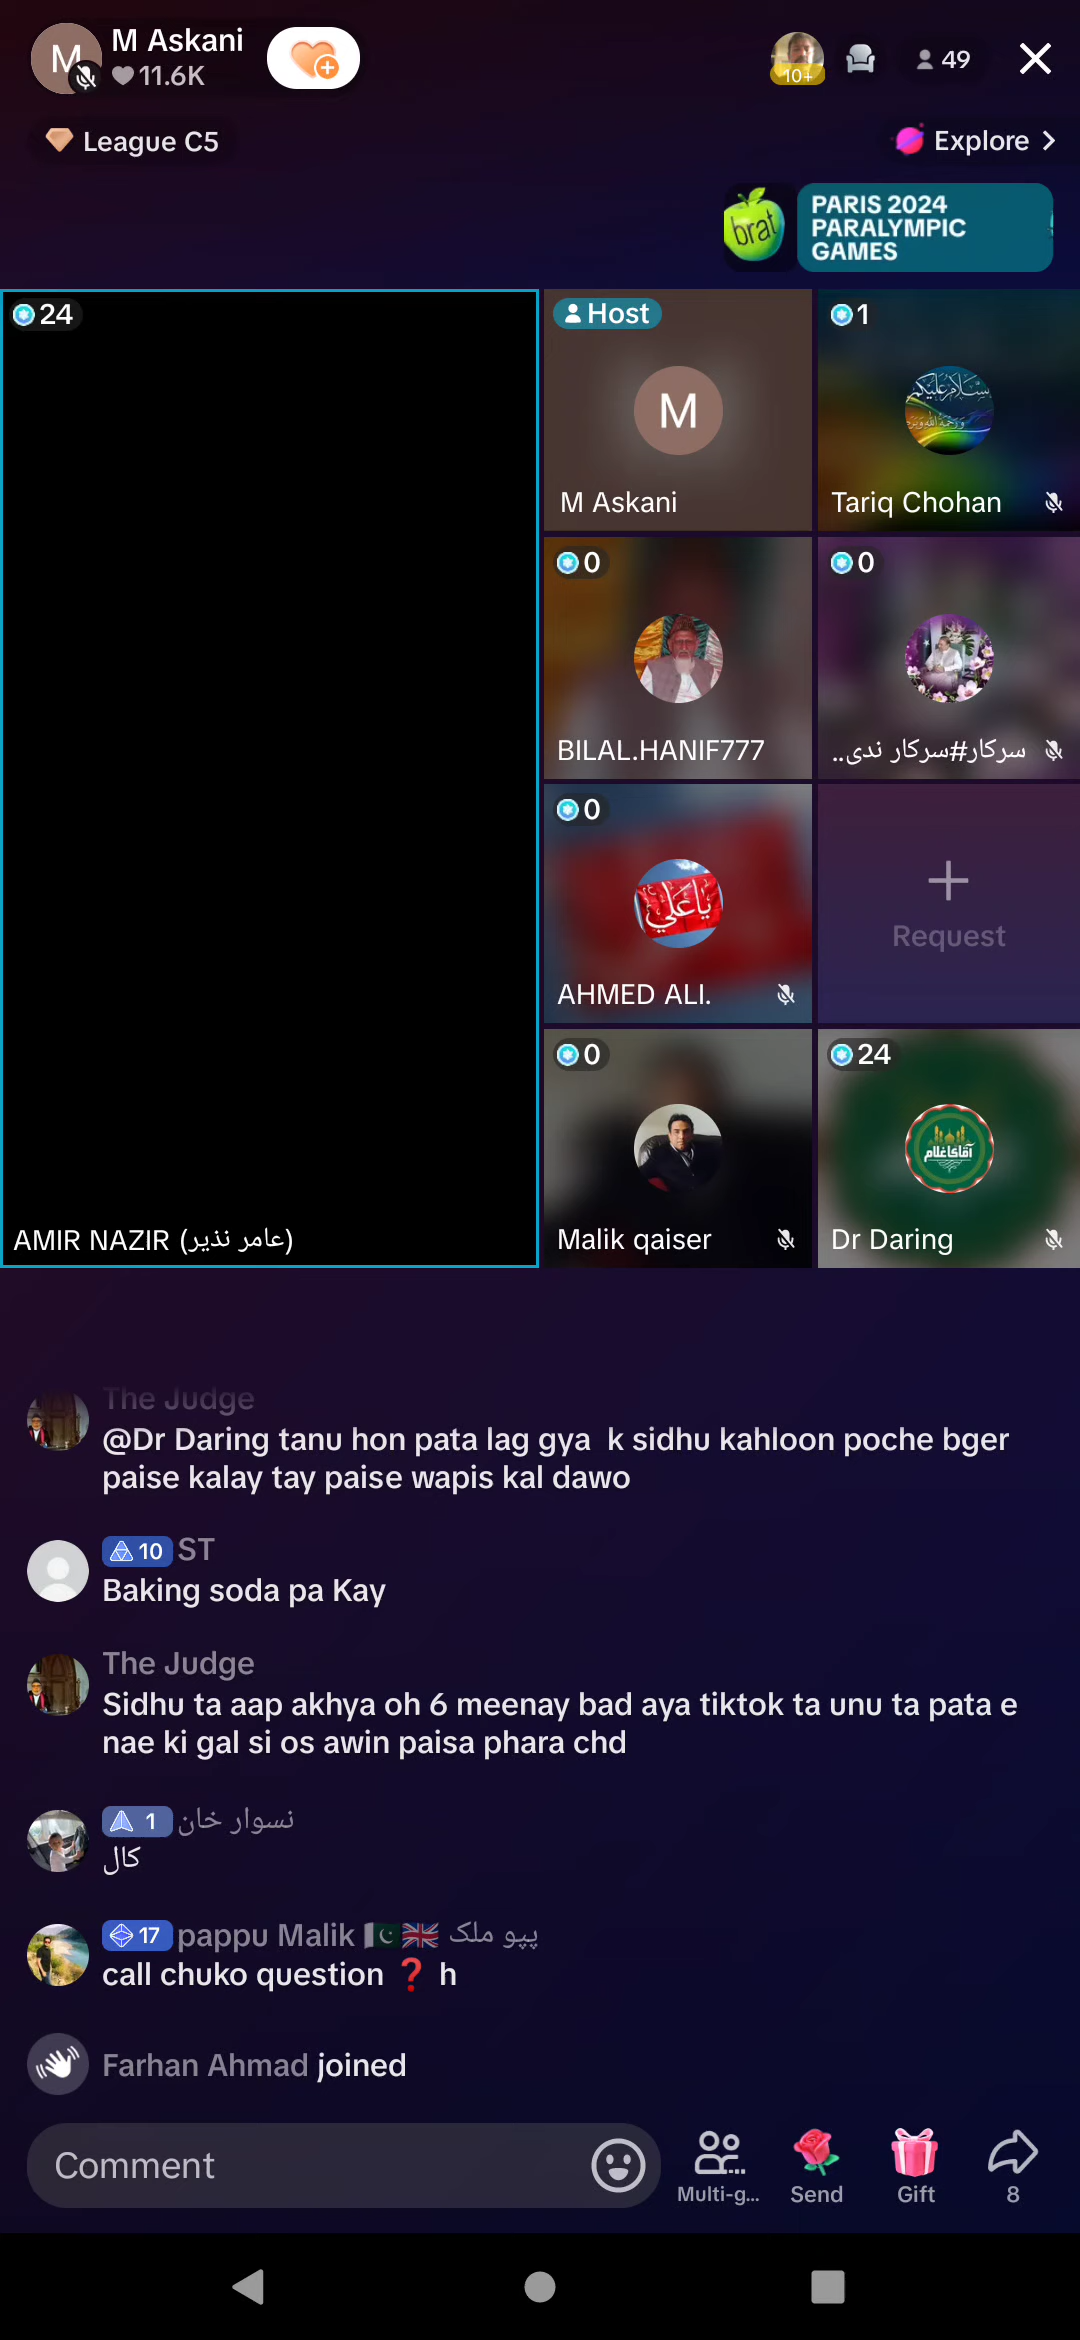 M
M Askani
11.6K
10+
49
League C5
Explore
brat
PARIS 2024
PARALYMPIC
GAMES
24
Host
M
M Askani
1
Tariq Chohan
0
BILAL.HANIF777
0
سرکار#سرکار ندی..
0
یاعلي
AHMED ALI.
Request
0
Malik qaiser
24
آقاکاغلام
Dr Daring
AMIR NAZIR (عامر نذیر)
The Judge
@Dr Daring tanu hon pata lag gya  k sidhu kahloon poche bger
paise kalay tay paise wapis kal dawo
10 ST
Baking soda pa Kay
The Judge
Sidhu ta aap akhya oh 6 meenay bad aya tiktok ta unu ta pata e
nae ki gal si os awin paisa phara chd
1 نسوار خان
کال
17 pappu Malik 🇵🇰🇬🇧 پپو ملک
call chuko question ❓ h
Farhan Ahmad joined
Comment
Multi-g...
Send
Gift
8